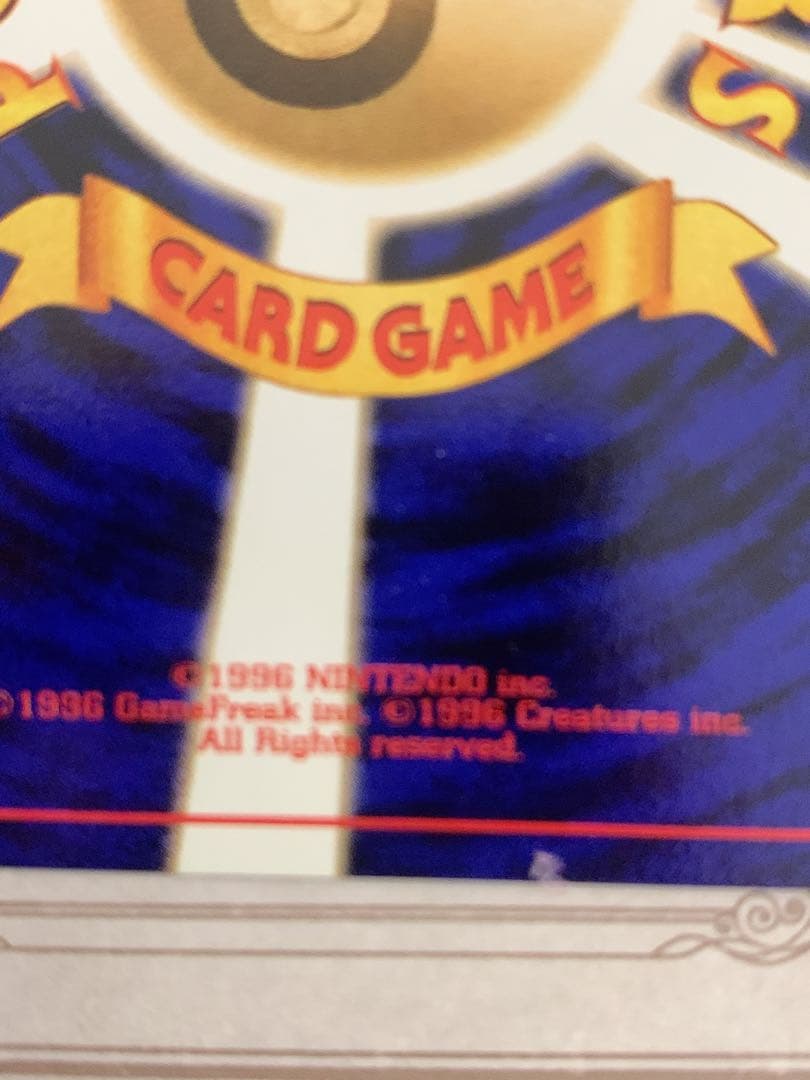 CARD GAME
©1996 NINTENDO inc.
©1996 GameFreak inc. ©1996 Creatures inc.
All Rights reserved.